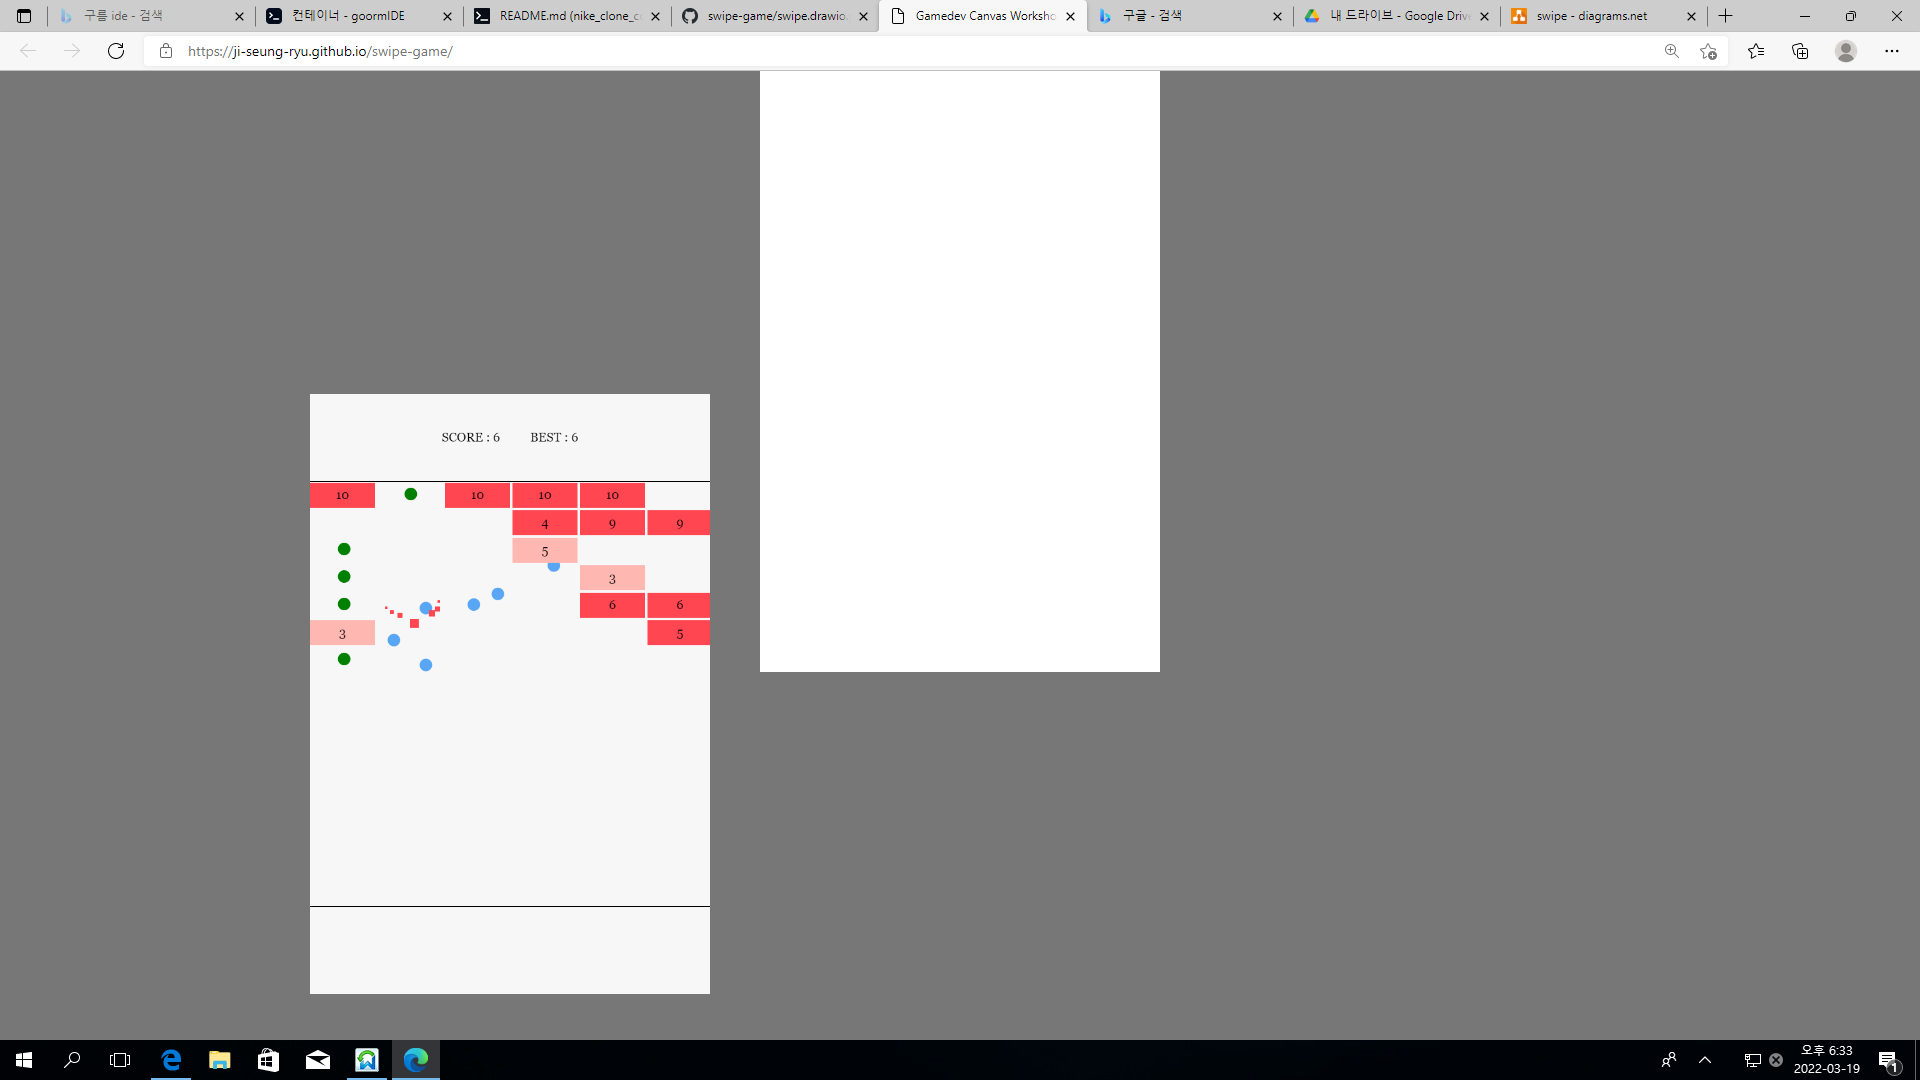 구름 ide - 검색
컨테이너 - goormIDE
README.md (nike_clone_c
swipe-game/swipe.drawio.
Gamedev Canvas Worksho
구글 - 검색
내 드라이브 - Google Driv
swipe - diagrams.net
https://ji-seung-ryu.github.io/swipe-game/
SCORE : 6 BEST : 6
10 10 10 10
4 9 9
5
3
6 6
3 5
오후 6:33
2022-03-19
1